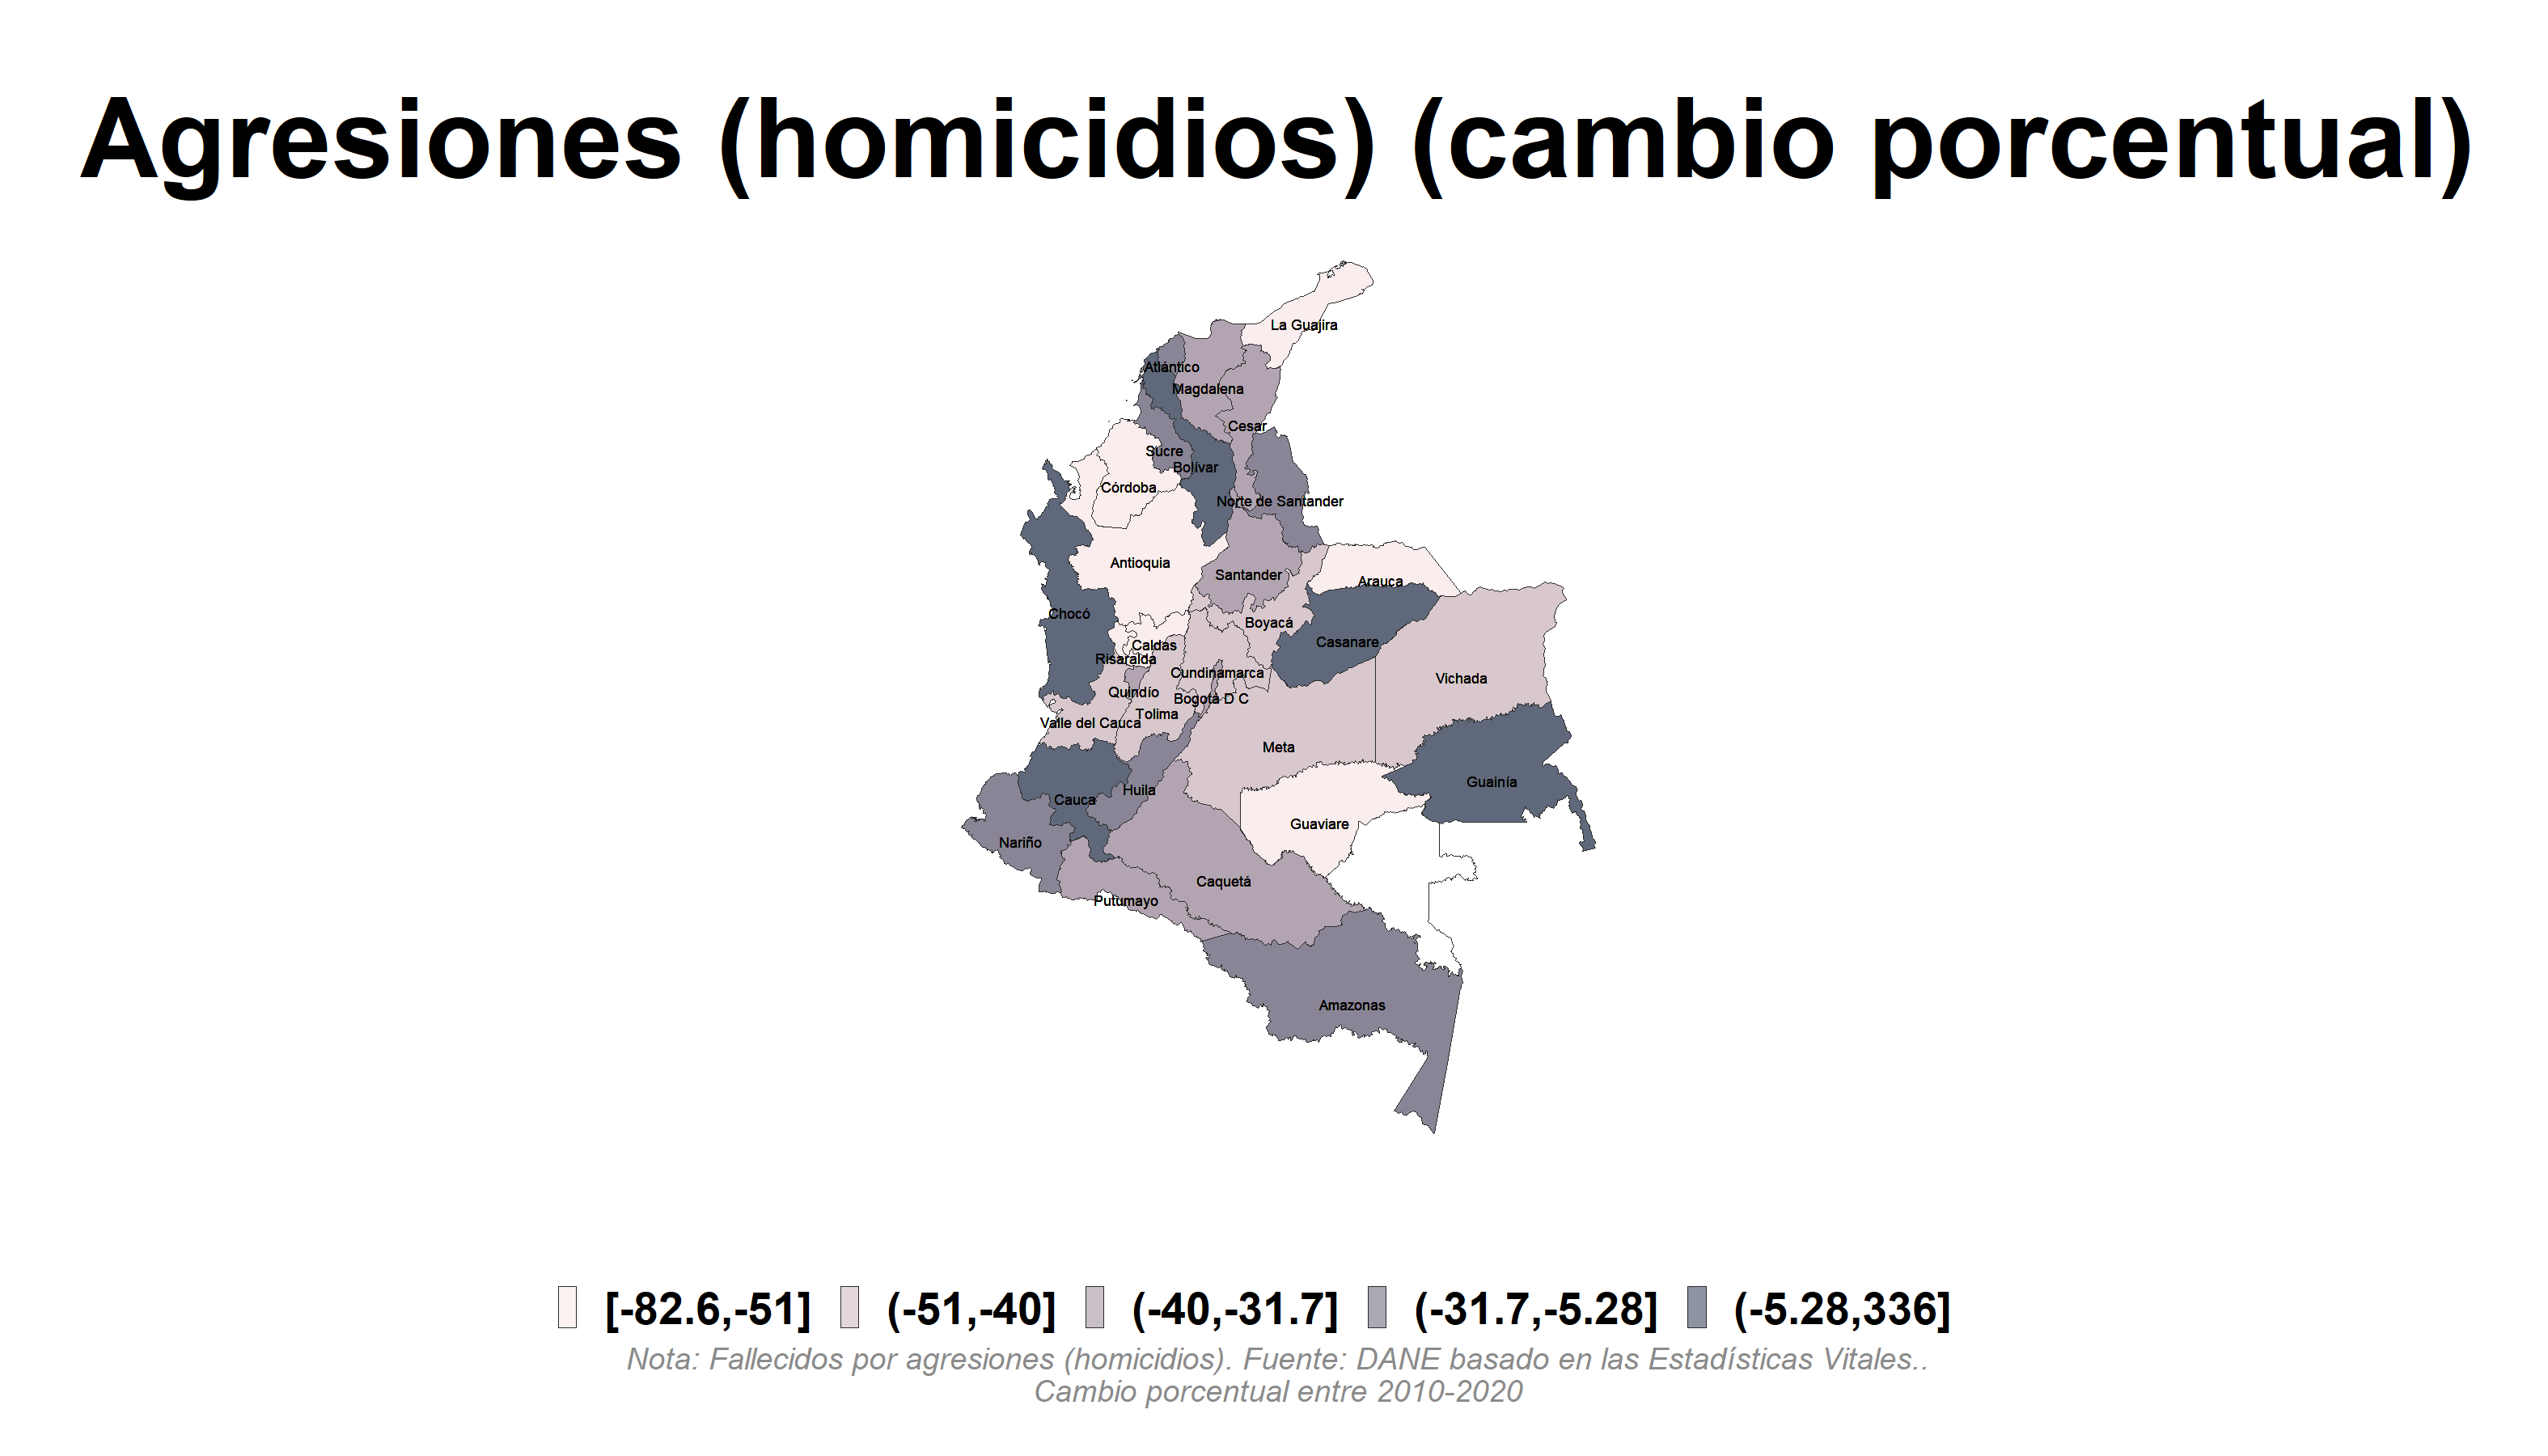 Agresiones (homicidios) (cambio porcentual)
La Guajira
Atlántico
Magdalena
Cesar
Sucre
Bolívar
Córdoba
Norte de Santander
Antioquia
Santander
Arauca
Chocó
Boyacá
Casanare
Caldas
Risaralda
Cundinamarca
Vichada
Quindío
Bogotá D C
Tolima
Valle del Cauca
Meta
Guainía
Huila
Cauca
Guaviare
Nariño
Caquetá
Putumayo
Amazonas
[-82.6,-51] (-51,-40] (-40,-31.7] (-31.7,-5.28] (-5.28,336]
Nota: Fallecidos por agresiones (homicidios). Fuente: DANE basado en las Estadísticas Vitales..
Cambio porcentual entre 2010-2020